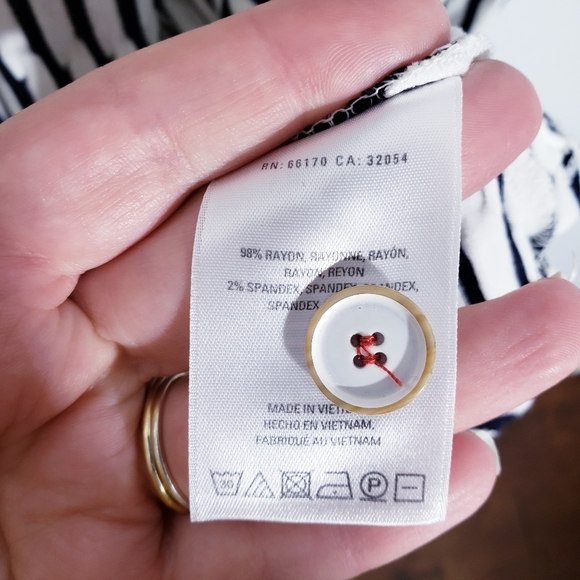 RN: 66170 CA: 32054
98% RAYON, RAYONNE, RAYÓN,
RAYON, REYON
2% SPANDEX, SPANDEX, SPANDEX,
SPANDEX
MADE IN
HECHO EN VIETNAM,
FABRIQUÉ AU VIETNAM
30
P